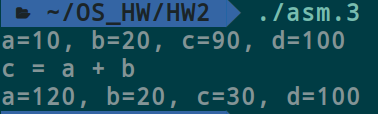 ~/OS_HW/HW2 ./asm.3
a=10, b=20, c=90, d=100
c = a + b
a=120, b=20, c=30, d=100